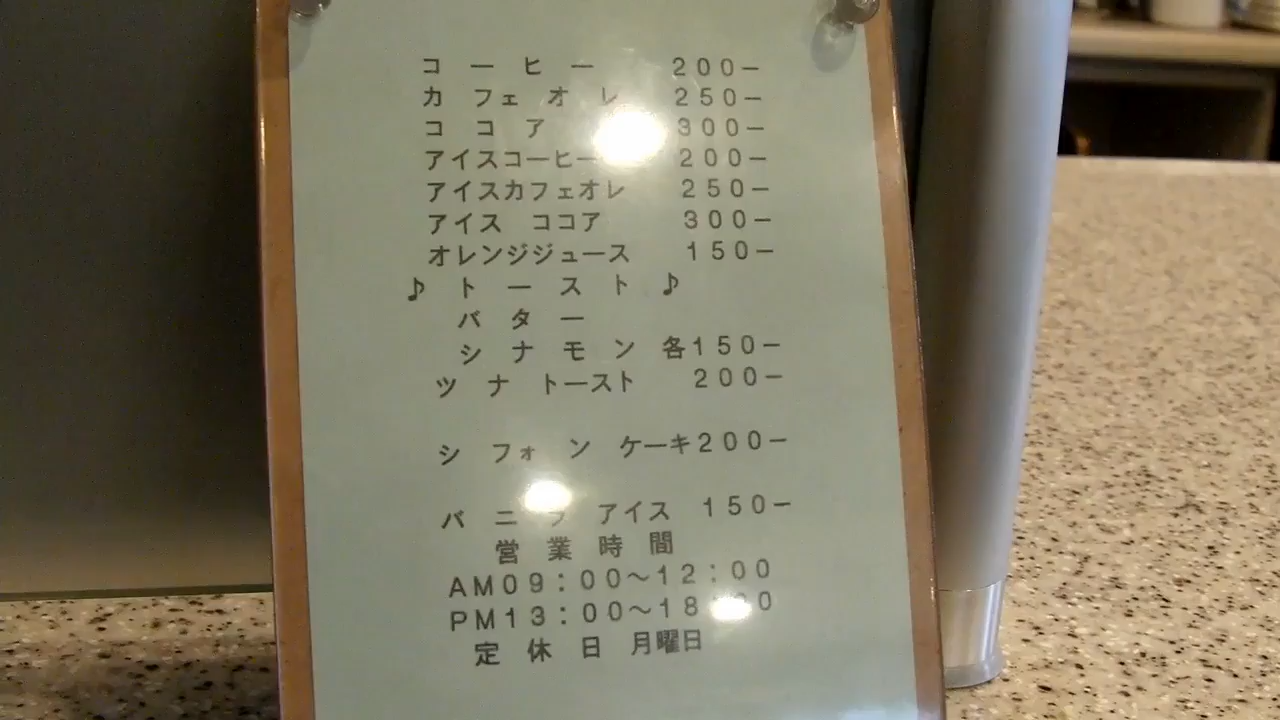 コーヒー 200-
カフェオレ 250-
ココア 300-
アイスコーヒー 200-
アイスカフェオレ 250-
アイス ココア 300-
オレンジジュース 150-
♪トースト♪
バター
シナモン 各150-
ツナ トースト 200-
シフォン ケーキ200-
バニラ アイス 150-
営業時間
AM09:00~12:00
PM13:00~18
定休日 月曜日